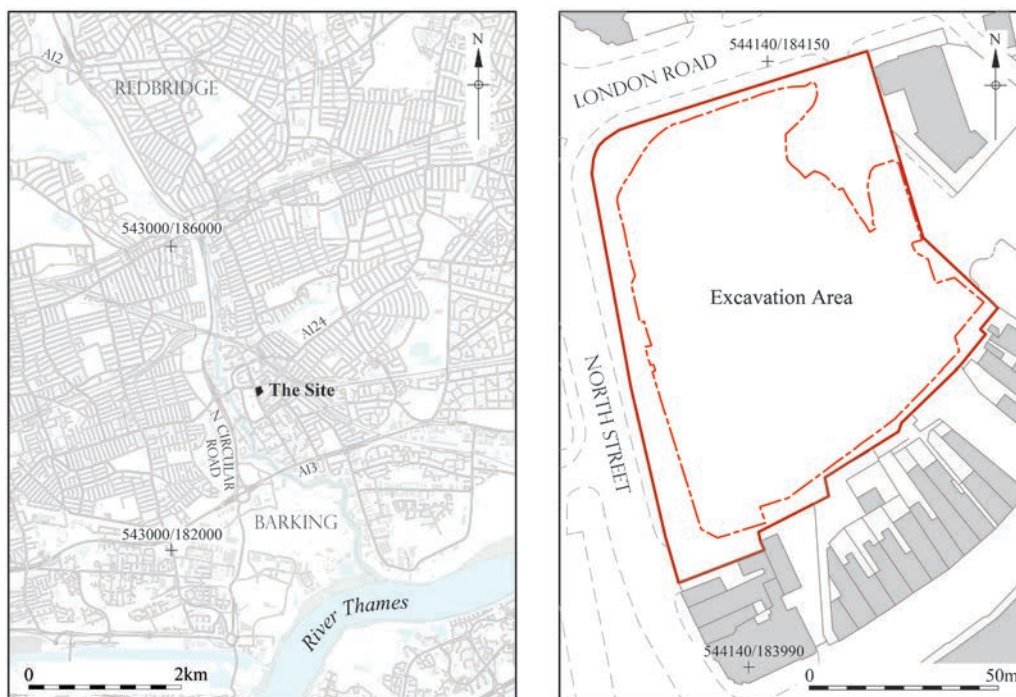 N
A12
REDBRIDGE
543000/186000
A124
The Site
N CIRCULAR
ROAD
A13
BARKING
543000/182000
River Thames
0 2km
544140/184150
N
LONDON ROAD
Excavation Area
NORTH STREET
544140/183990
0 50m